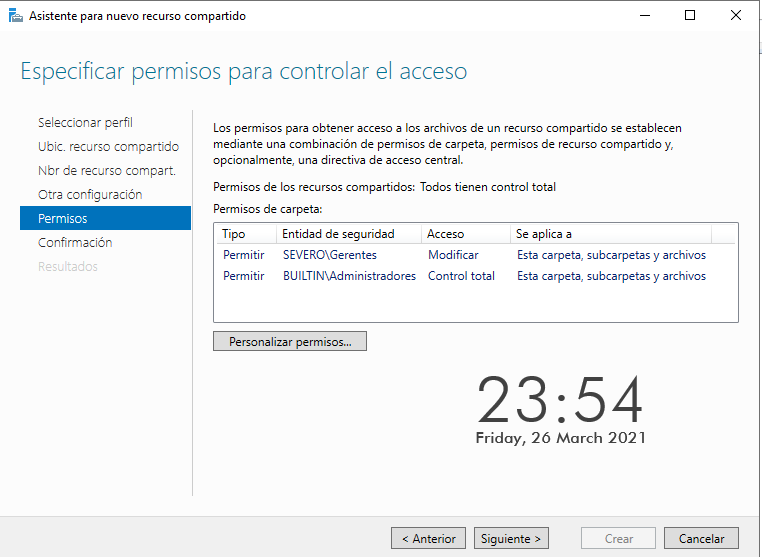 Asistente para nuevo recurso compartido
Especificar permisos para controlar el acceso
Seleccionar perfil
Ubic. recurso compartido
Nbr de recurso compart.
Otra configuración
Permisos
Confirmación
Resultados
Los permisos para obtener acceso a los archivos de un recurso compartido se establecen
mediante una combinación de permisos de carpeta, permisos de recurso compartido y,
opcionalmente, una directiva de acceso central.
Permisos de los recursos compartidos: Todos tienen control total
Permisos de carpeta:
Tipo Entidad de seguridad Acceso Se aplica a
Permitir SEVERO\Gerentes Modificar Esta carpeta, subcarpetas y archivos
Permitir BUILTIN\Administradores Control total Esta carpeta, subcarpetas y archivos
Personalizar permisos...
23:54
Friday, 26 March 2021
< Anterior Siguiente > Crear Cancelar